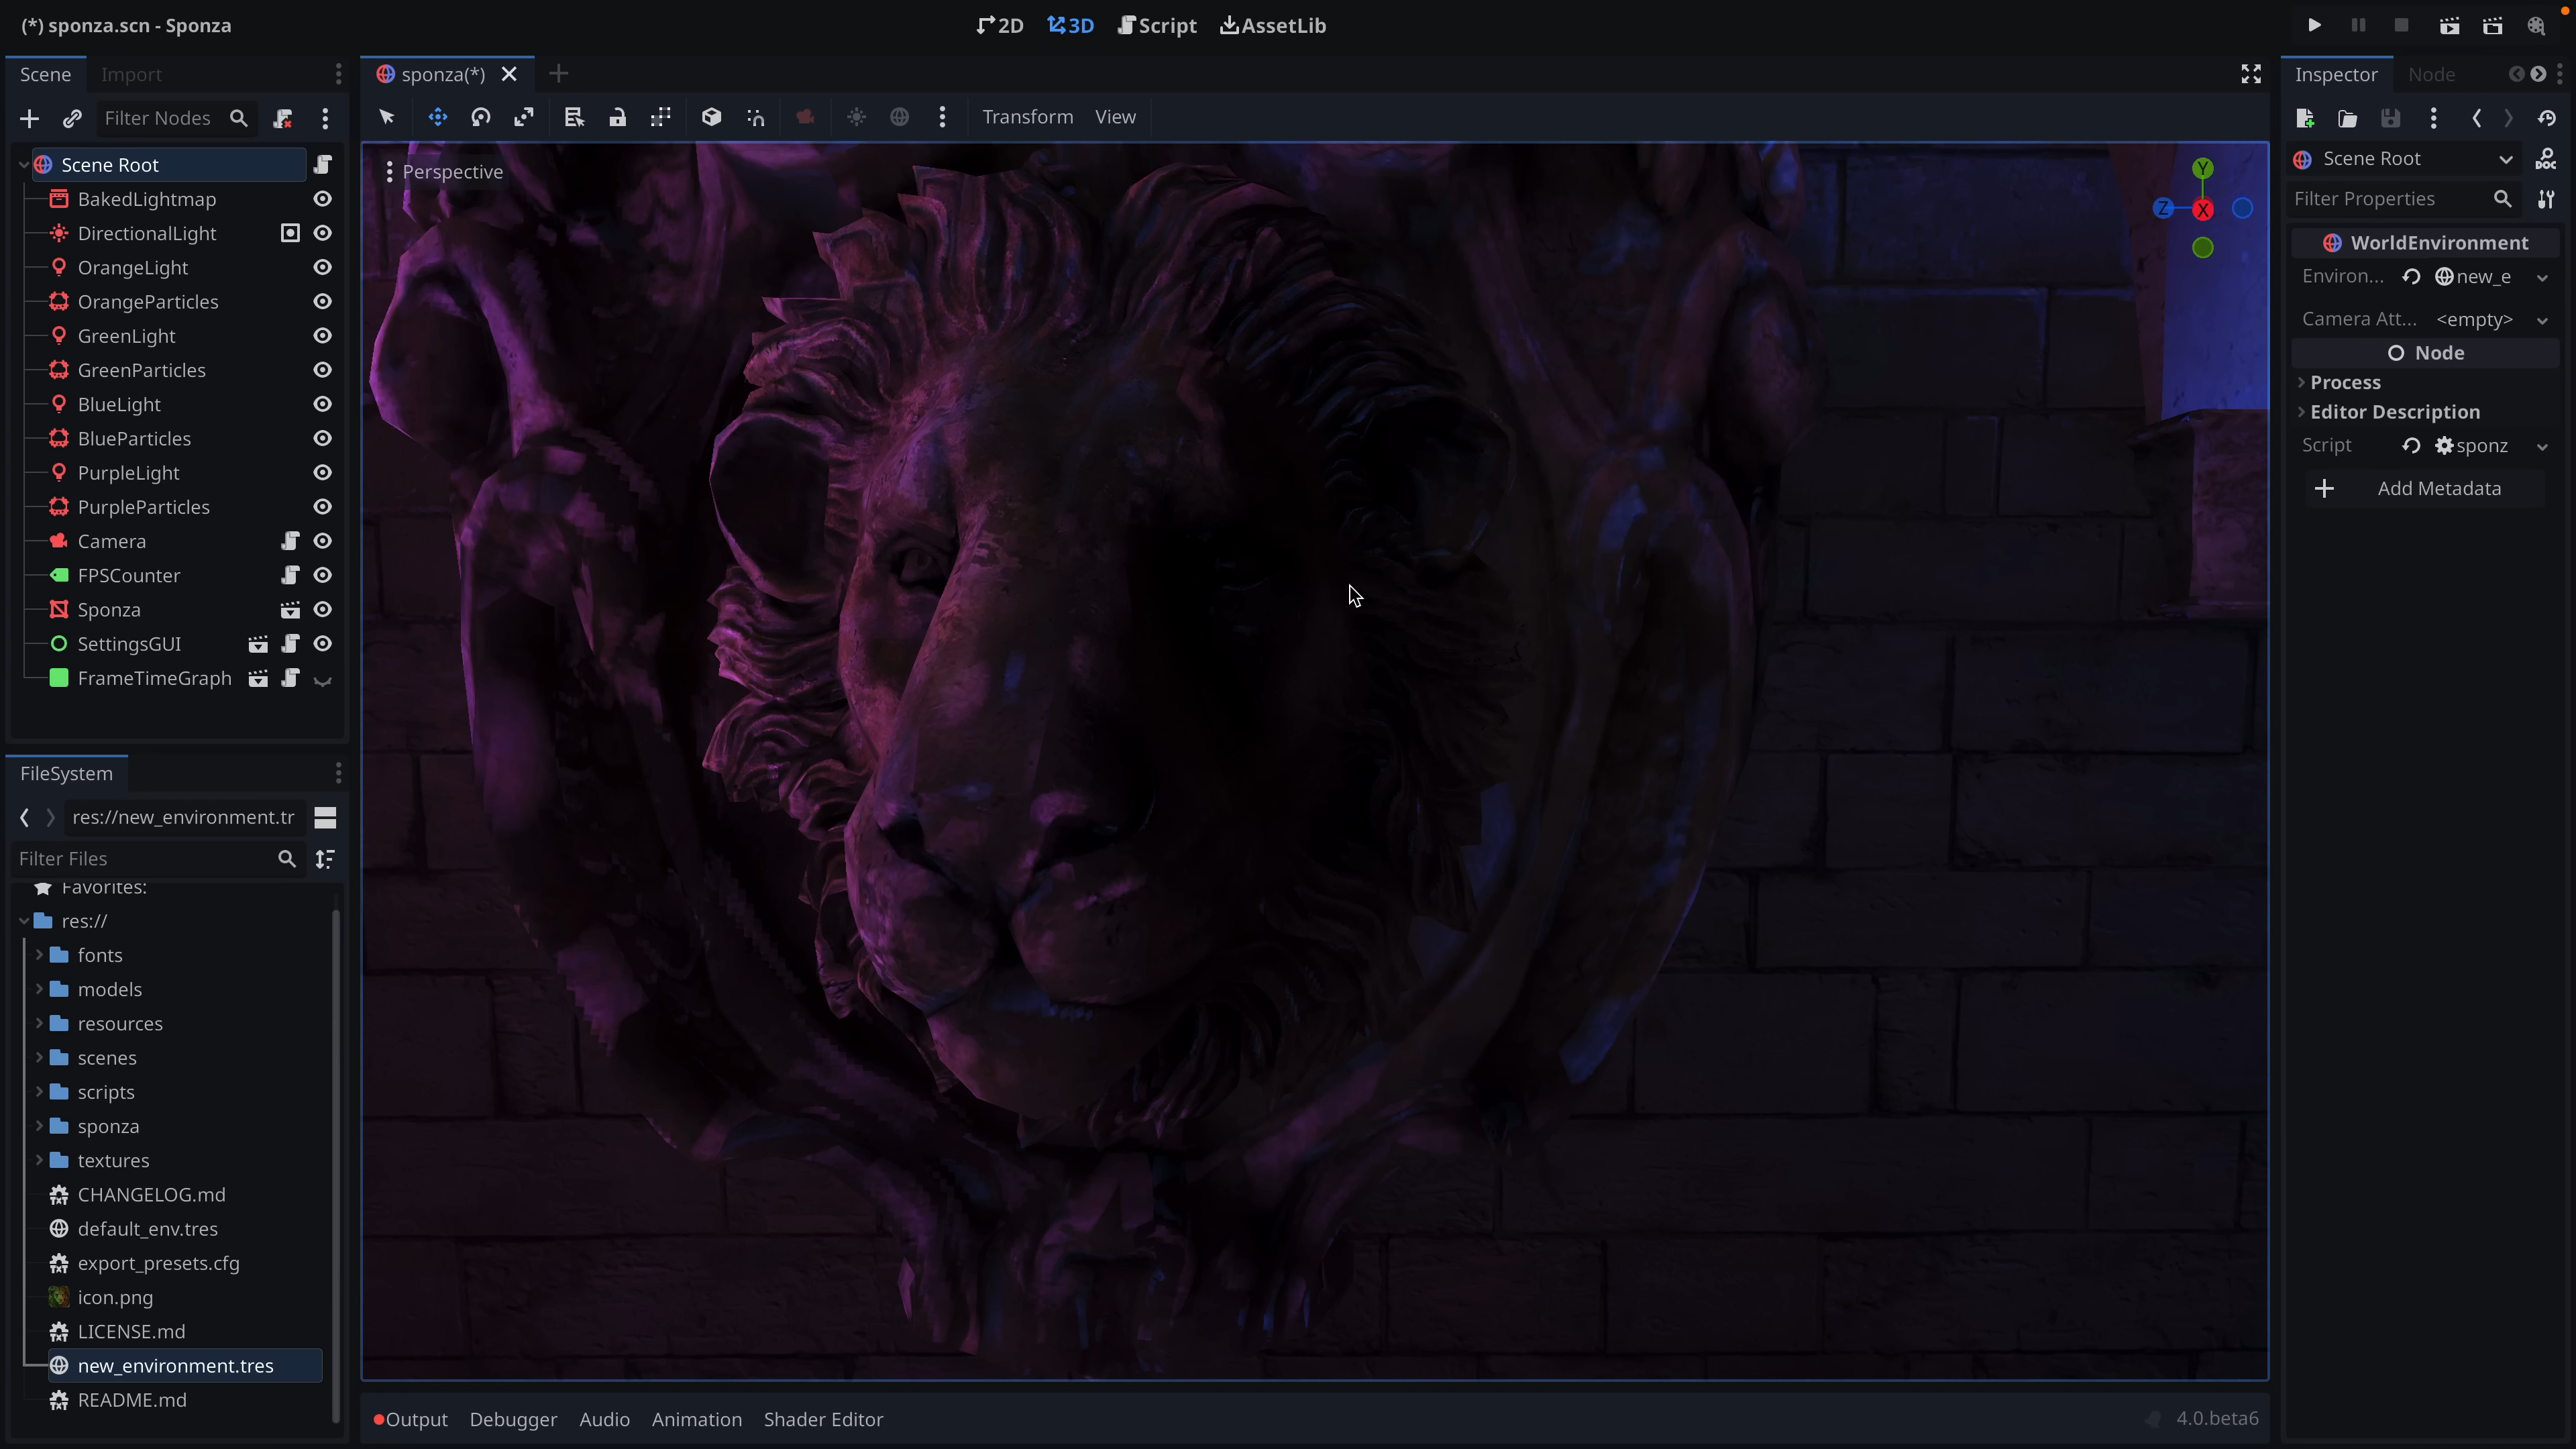 (*) sponza.scn - Sponza
2D
3D
Script
AssetLib
Scene
Import
Filter Nodes
Scene Root
BakedLightmap
DirectionalLight
OrangeLight
OrangeParticles
GreenLight
GreenParticles
BlueLight
BlueParticles
PurpleLight
PurpleParticles
Camera
FPSCounter
Sponza
SettingsGUI
FrameTimeGraph
FileSystem
res://new_environment.tr
Filter Files
Favorites:
res://
fonts
models
resources
scenes
scripts
sponza
textures
CHANGELOG.md
default_env.tres
export_presets.cfg
icon.png
LICENSE.md
new_environment.tres
README.md
sponza(*)
Transform
View
Perspective
Y
Z
X
Output
Debugger
Audio
Animation
Shader Editor
4.0.beta6
Inspector
Node
Scene Root
DOC
Filter Properties
WorldEnvironment
Environ... new_e
Camera Att... <empty>
Node
Process
Editor Description
Script sponz
Add Metadata